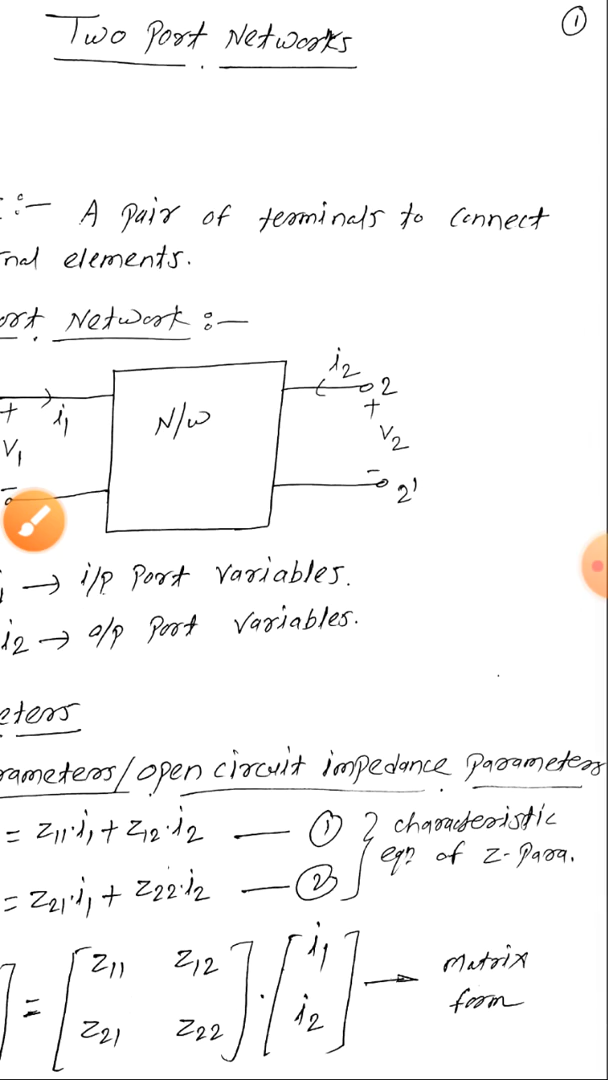 Two Port Networks
①
:- A pair of terminals to connect
nal elements.
ort Network :-
i2
2
+
V2
-
2'
+
i1
V1
-
N/W
→ i/p Port variables.
i2 → o/p Port variables.
eters
rameters/open circuit impedance Parameters
= Z11.i1 + Z12.i2 — ① } characteristic
eqn of Z-Para.
= Z21.i1 + Z22.i2 — ②
] = [Z11 Z12
Z21 Z22] . [i1
i2] → Matrix
form